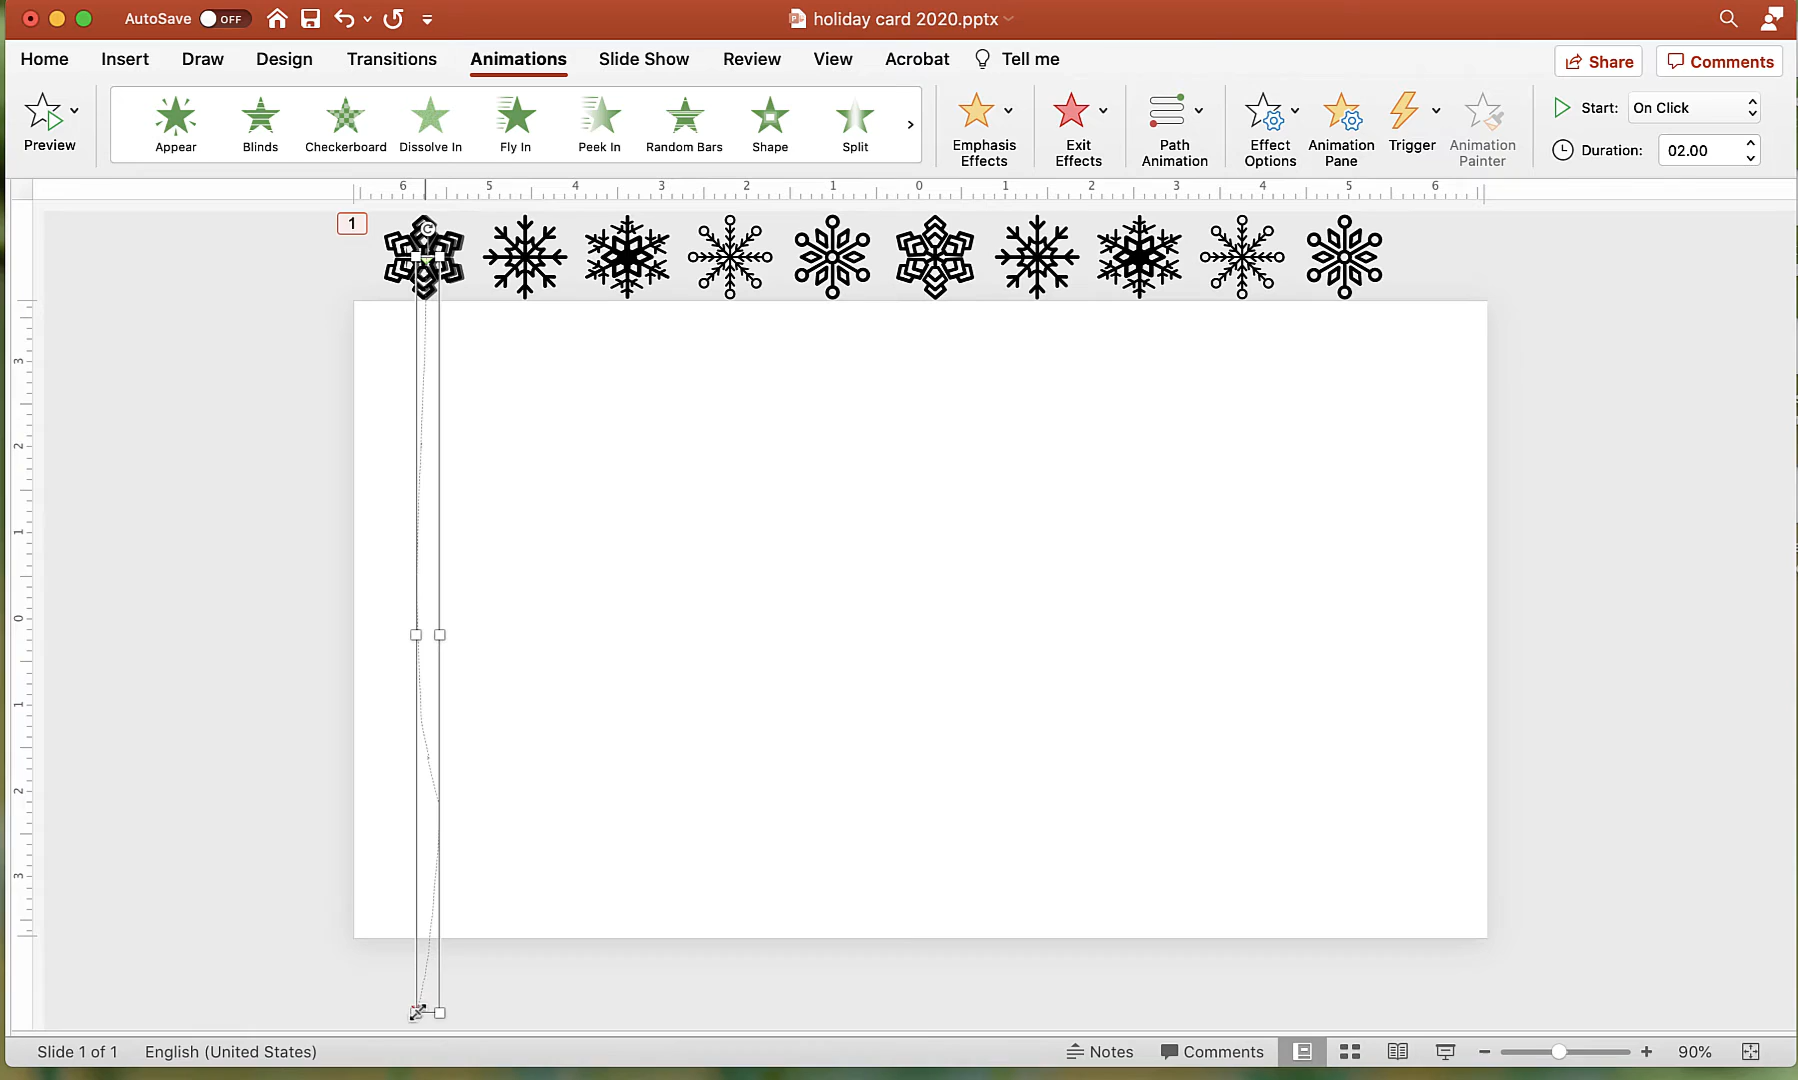 AutoSave OFF holiday card 2020.pptx
Home Insert Draw Design Transitions Animations Slide Show Review View Acrobat Tell me Share Comments
Preview Appear Blinds Checkerboard Dissolve In Fly In Peek In Random Bars Shape Split
Emphasis Effects
Exit Effects
Path Animation
Effect Options
Animation Pane
Trigger
Animation Painter
Start: On Click
Duration: 02.00
6 5 4 3 2 1 0 1 2 3 4 5 6
1
3
2
1
0
1
2
3
Slide 1 of 1 English (United States) Notes Comments 90%